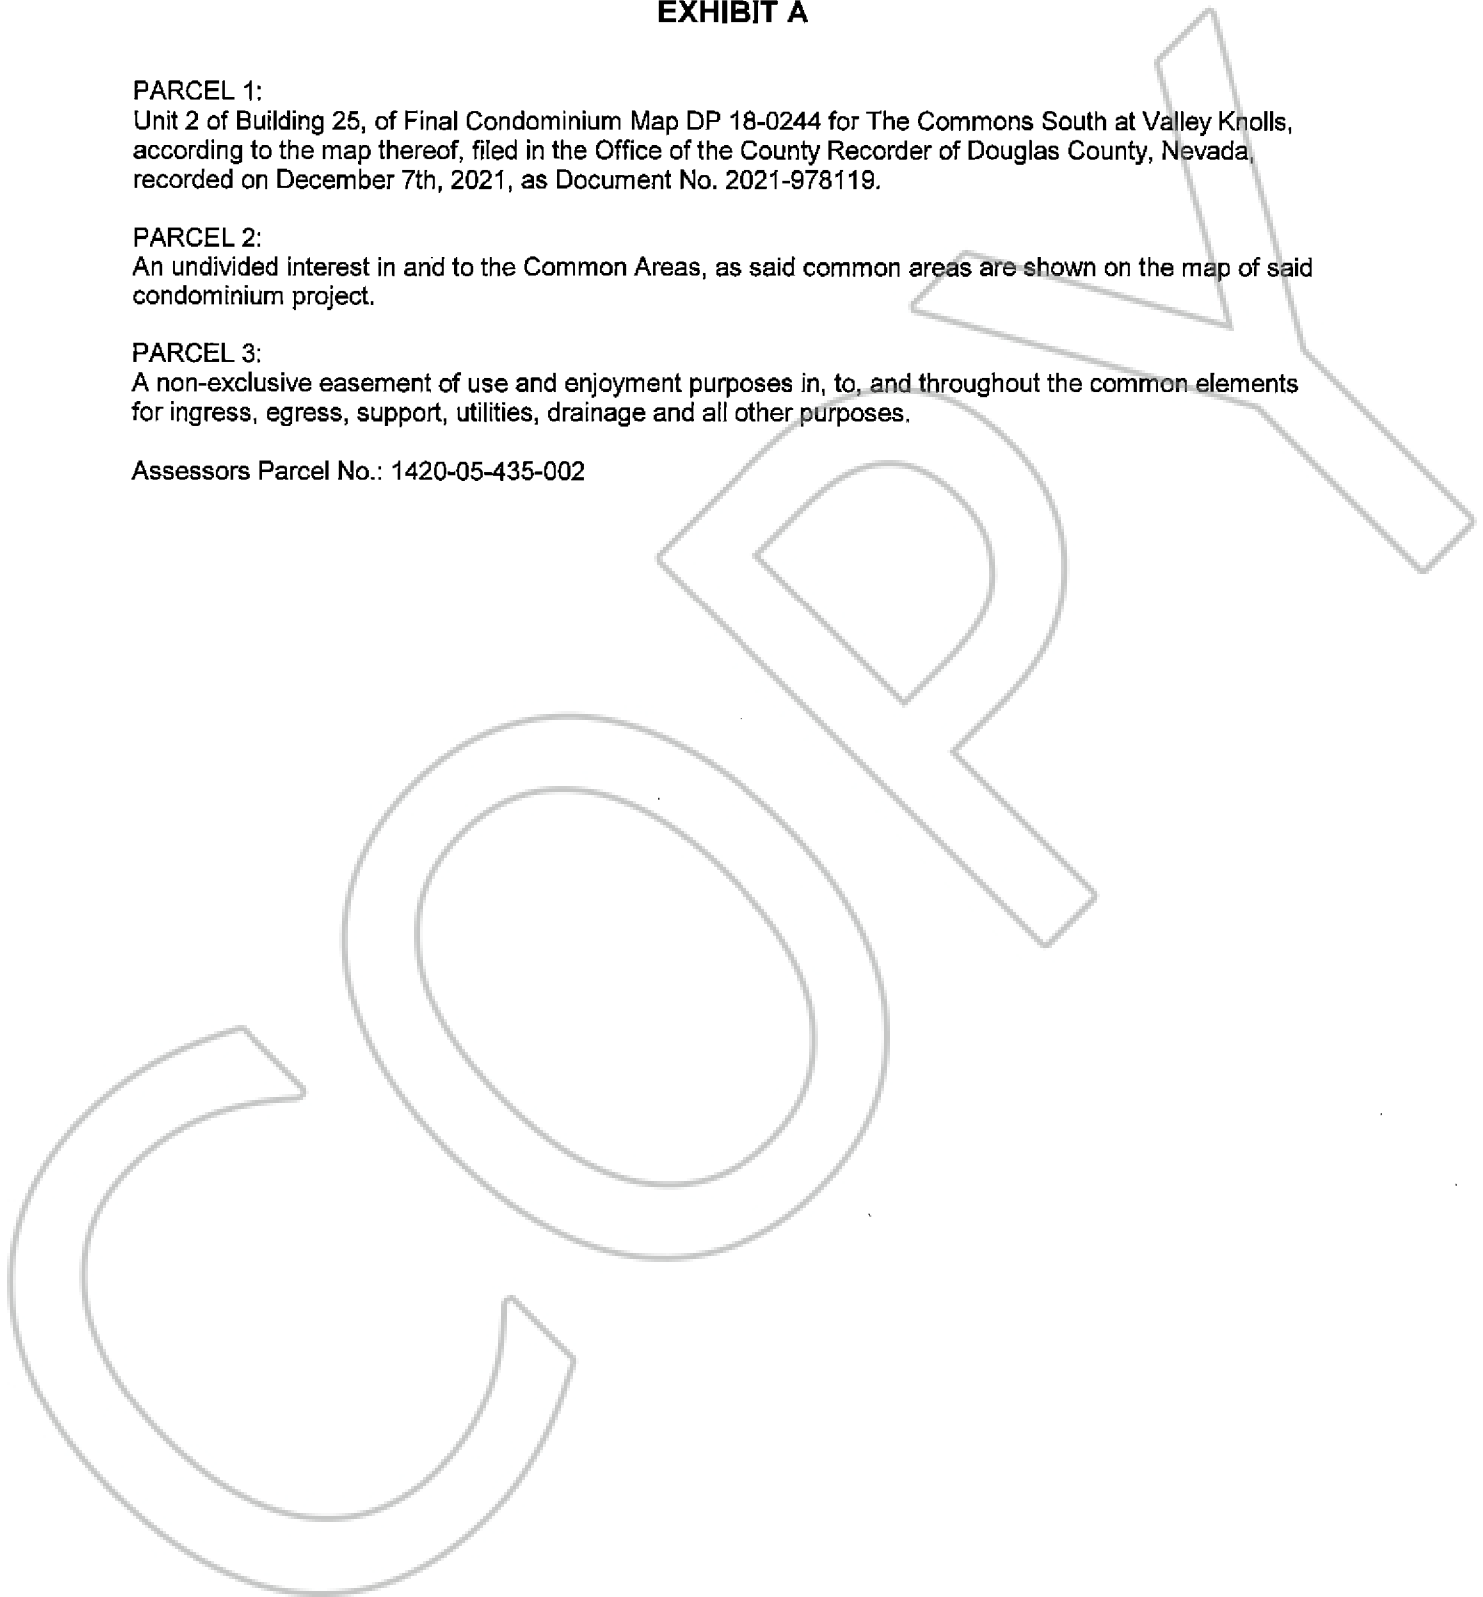 EXHIBIT A
PARCEL 1:
Unit 2 of Building 25, of Final Condominium Map DP 18-0244 for The Commons South at Valley Knolls,
according to the map thereof, filed in the Office of the County Recorder of Douglas County, Nevada,
recorded on December 7th, 2021, as Document No. 2021-978119.
PARCEL 2:
An undivided interest in and to the Common Areas, as said common areas are shown on the map of said
condominium project.
PARCEL 3:
A non-exclusive easement of use and enjoyment purposes in, to, and throughout the common elements
for ingress, egress, support, utilities, drainage and all other purposes.
Assessors Parcel No.: 1420-05-435-002
COPY